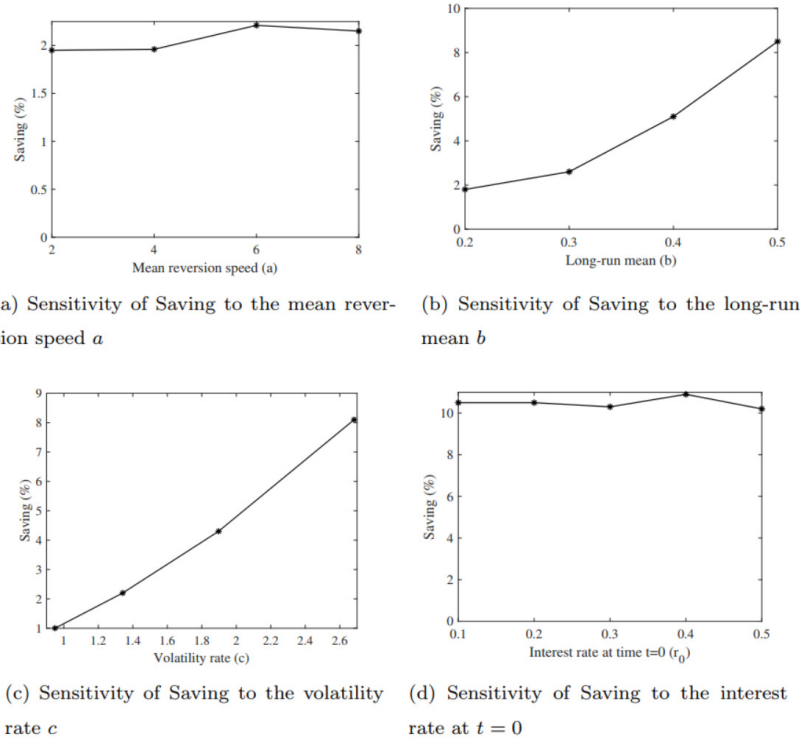 2
1.5
1
0.5
0
Saving (%)
2 4 6 8
Mean reversion speed (a)
a) Sensitivity of Saving to the mean rever-
ion speed a
10
8
6
4
2
0
Saving (%)
0.2 0.3 0.4 0.5
Long-run mean (b)
(b) Sensitivity of Saving to the long-run
mean b
9
8
7
6
5
4
3
2
1
Saving (%)
1 1.2 1.4 1.6 1.8 2 2.2 2.4 2.6
Volatility rate (c)
(c) Sensitivity of Saving to the volatility
rate c
10
8
6
4
2
0
Saving (%)
0.1 0.2 0.3 0.4 0.5
Interest rate at time t=0 (r₀)
(d) Sensitivity of Saving to the interest
rate at t = 0